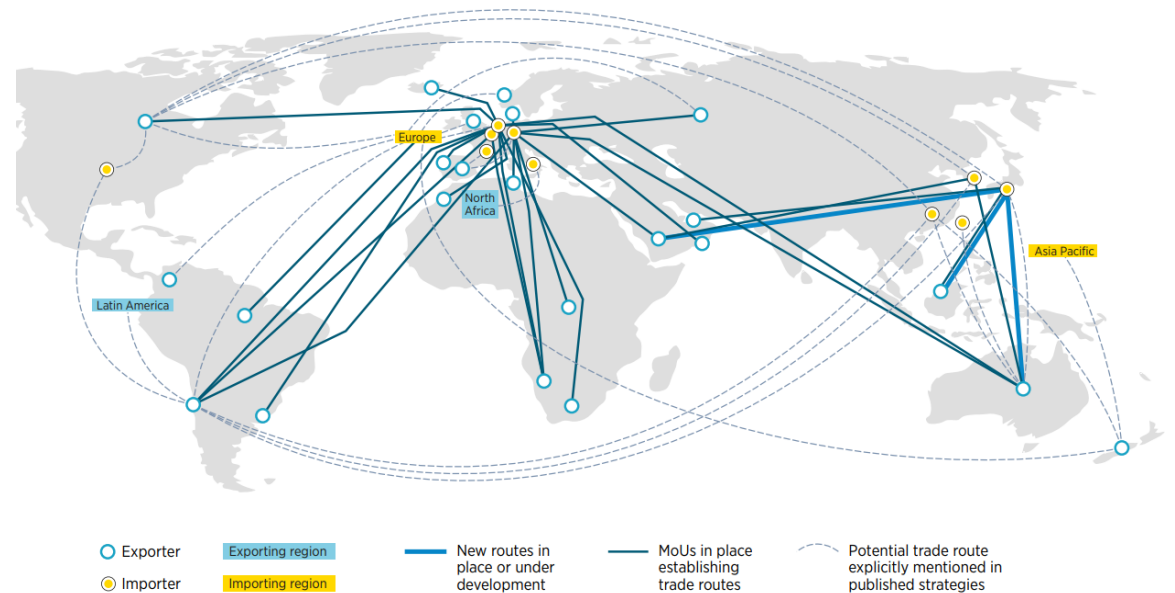 Europe
North
Africa
Asia Pacific
Latin America
Exporter
Importer
Exporting region
Importing region
New routes in
place or under
development
MoUs in place
establishing
trade routes
Potential trade route
explicitly mentioned in
published strategies